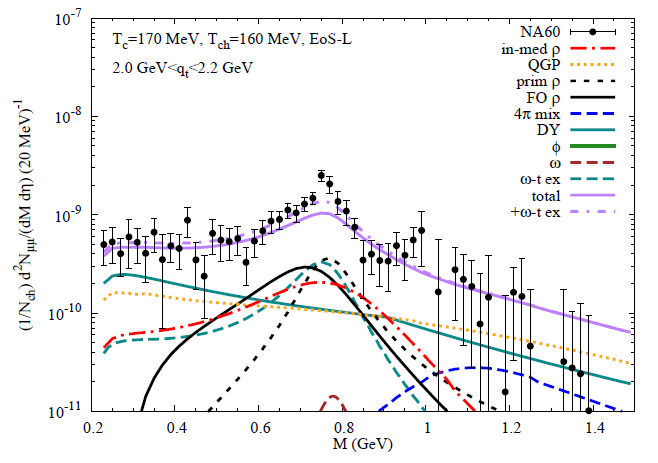 10^-7
10^-8
10^-9
10^-10
10^-11
(1/N_ch) d^2N_μμ/(dM dη) (20 MeV)^-1
T_c=170 MeV, T_ch=160 MeV, EoS-L
2.0 GeV<q_t<2.2 GeV
NA60
in-med ρ
QGP
prim ρ
FO ρ
4π mix
DY
ϕ
ω
ω-t ex
total
+ω-t ex
0.2 0.4 0.6 0.8 1 1.2 1.4
M (GeV)